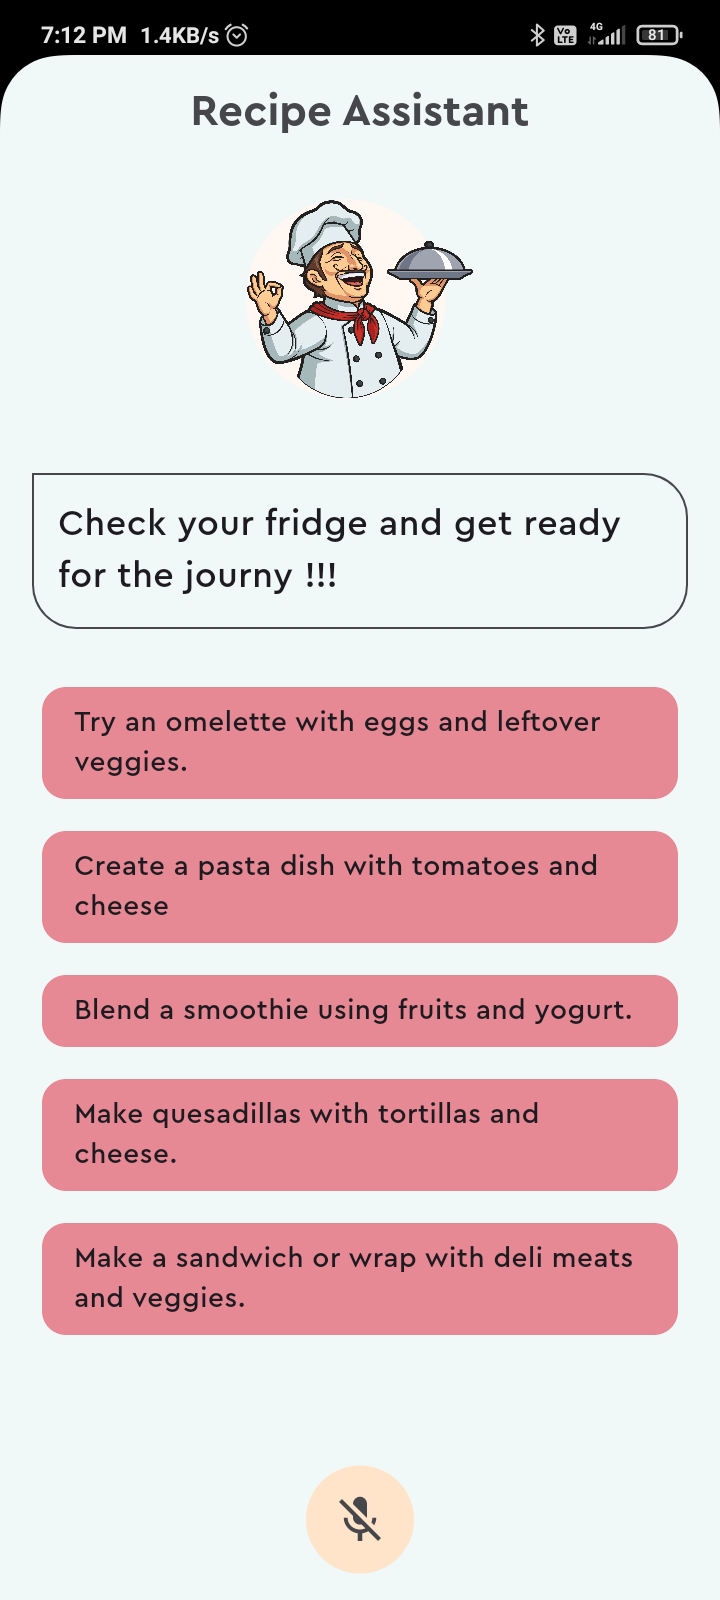 7:12 PM 1.4KB/s Vo LTE 4G 81
Recipe Assistant
Check your fridge and get ready
for the journy !!!
Try an omelette with eggs and leftover
veggies.
Create a pasta dish with tomatoes and
cheese
Blend a smoothie using fruits and yogurt.
Make quesadillas with tortillas and
cheese.
Make a sandwich or wrap with deli meats
and veggies.